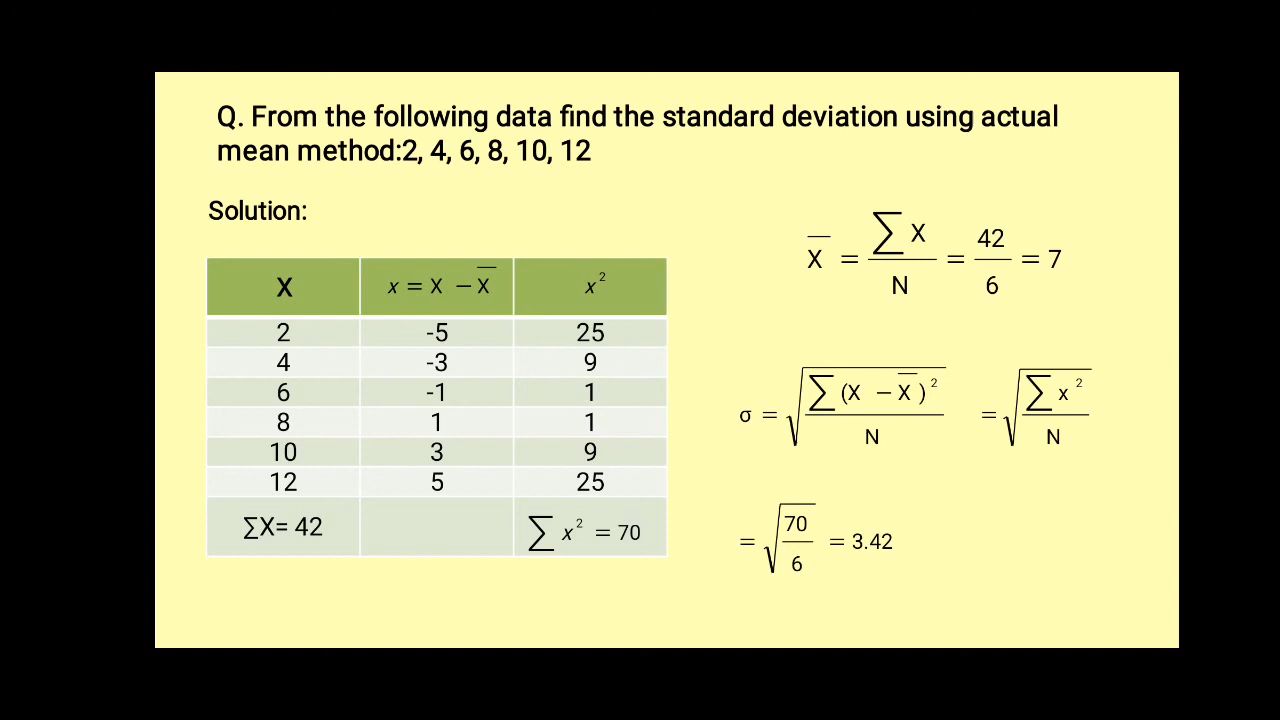 Q. From the following data find the standard deviation using actual
mean method:2, 4, 6, 8, 10, 12
Solution:
X x = X − X̅ x²
2 -5 25
4 -3 9
6 -1 1
8 1 1
10 3 9
12 5 25
∑X= 42 ∑ x² = 70
X̅ = ∑ X / N = 42 / 6 = 7
σ = √(∑ (X − X̅)² / N) = √(∑ x² / N)
= √(70 / 6) = 3.42